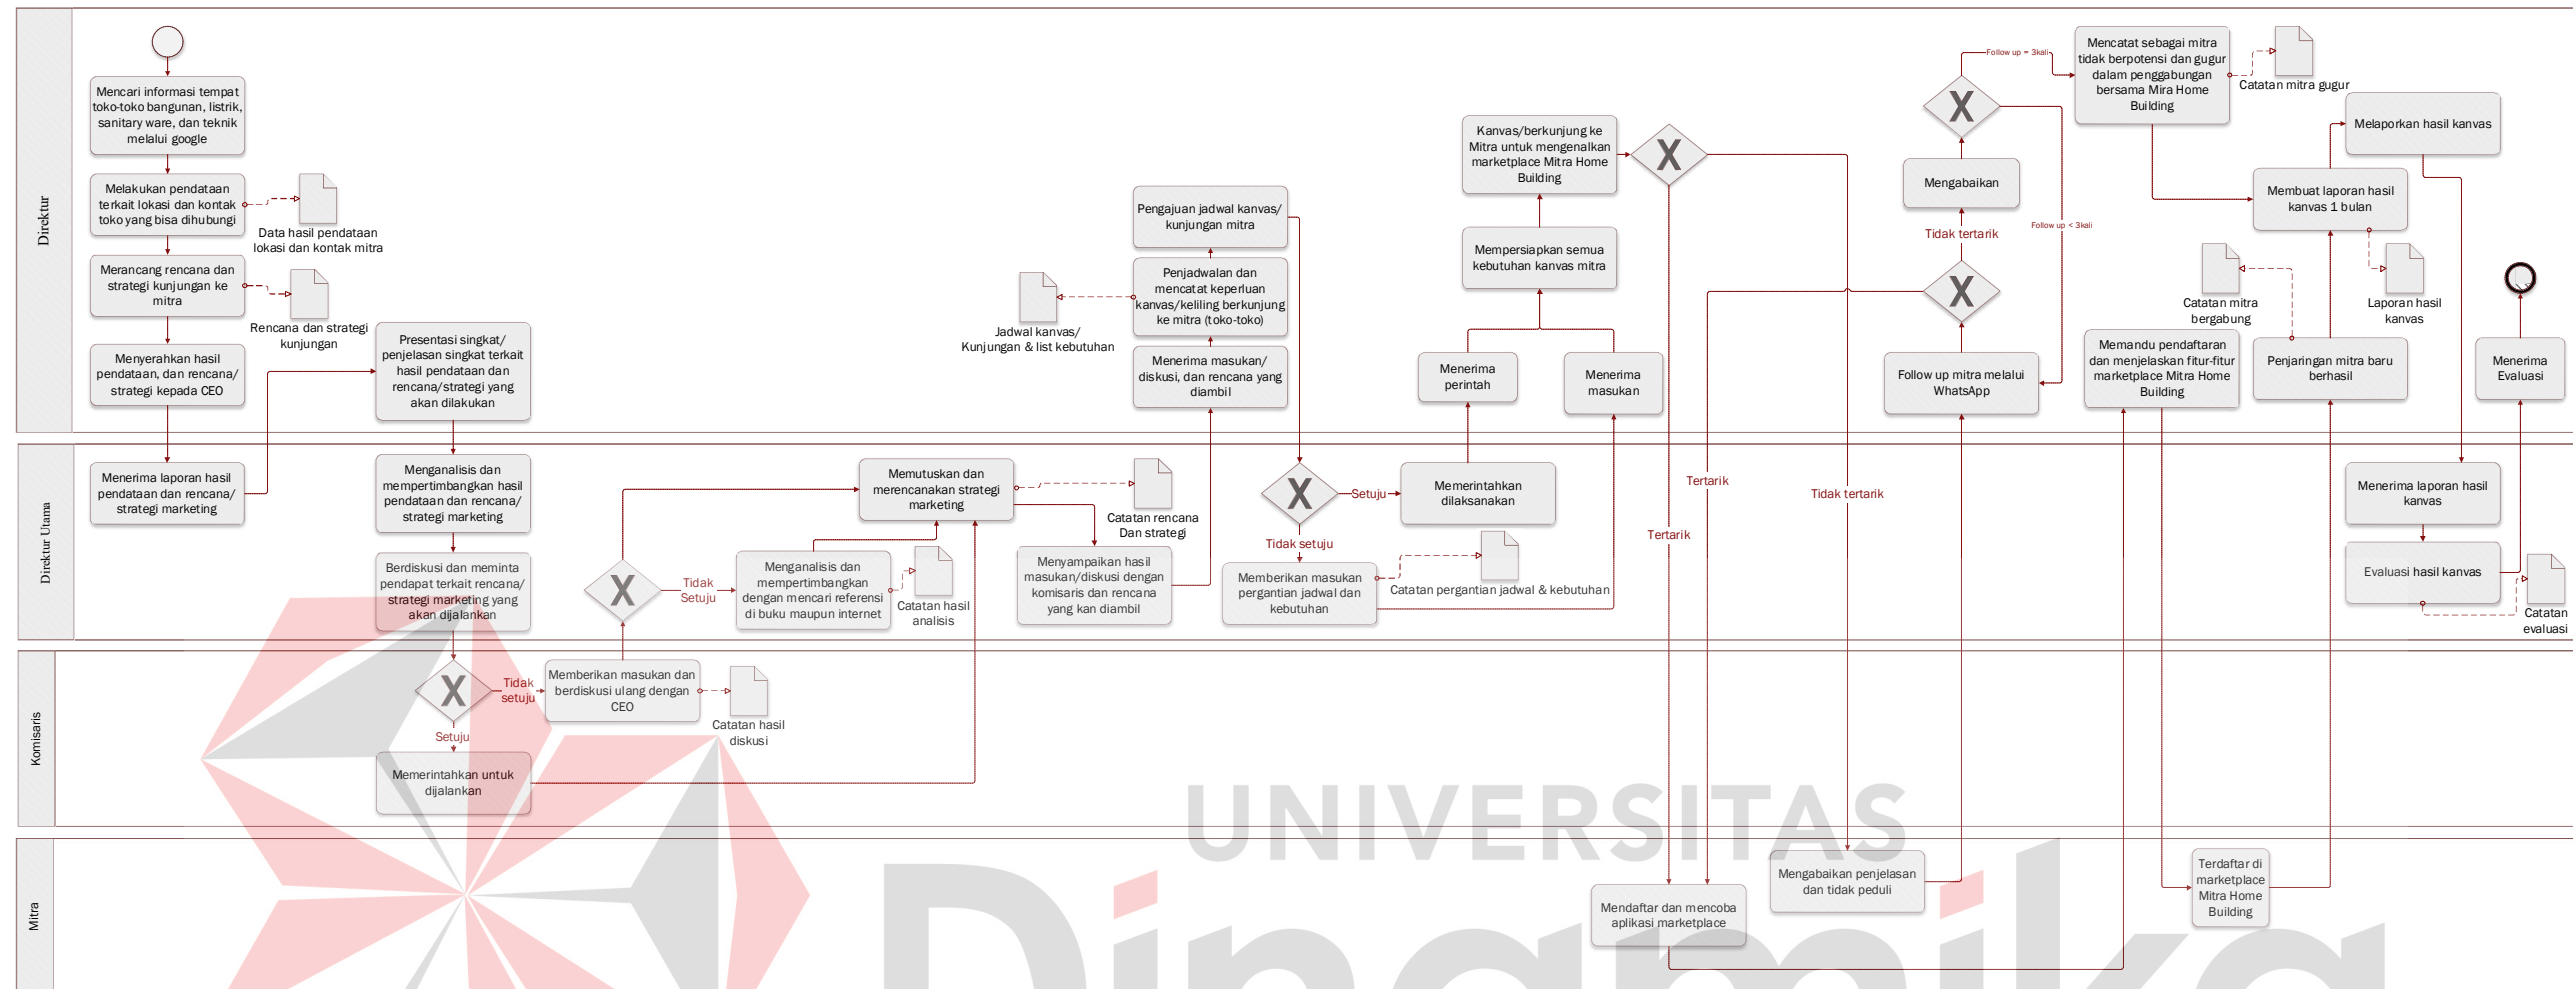 Direktur
Mencari informasi tempat
toko-toko bangunan, listrik,
sanitary ware, dan teknik
melalui google
Melakukan pendataan
terkait lokasi dan kontak
toko yang bisa dihubungi
Data hasil pendataan
lokasi dan kontak mitra
Merancang rencana dan
strategi kunjungan ke
mitra
Rencana dan strategi
kunjungan
Menyerahkan hasil
pendataan, dan rencana/
strategi kepada CEO
Presentasi singkat/
penjelasan singkat terkait
hasil pendataan dan
rencana/strategi yang
akan dilakukan
Pengajuan jadwal kanvas/
kunjungan mitra
Penjadwalan dan
mencatat keperluan
kanvas/keliling berkunjung
ke mitra (toko-toko)
Jadwal kanvas/
Kunjungan & list kebutuhan
Menerima masukan/
diskusi, dan rencana yang
diambil
Kanvas/berkunjung ke
Mitra untuk mengenalkan
marketplace Mitra Home
Building
X
Mempersiapkan semua
kebutuhan kanvas mitra
Menerima
perintah
Menerima
masukan
Follow up = 3kali
X
Mengabaikan
Tidak tertarik
X
Follow up < 3kali
Follow up mitra melalui
WhatsApp
Mencatat sebagai mitra
tidak berpotensi dan gugur
dalam penggabungan
bersama Mira Home
Building
Catatan mitra gugur
Melaporkan hasil kanvas
Membuat laporan hasil
kanvas 1 bulan
Catatan mitra
bergabung
Laporan hasil
kanvas
Memandu pendaftaran
dan menjelaskan fitur-fitur
marketplace Mitra Home
Building
Penjaringan mitra baru
berhasil
Menerima
Evaluasi
Direktur Utama
Menerima laporan hasil
pendataan dan rencana/
strategi marketing
Menganalisis dan
mempertimbangkan hasil
pendataan dan rencana/
strategi marketing
Berdiskusi dan meminta
pendapat terkait rencana/
strategi marketing yang
akan dijalankan
X
Tidak
Setuju
Menganalisis dan
mempertimbangkan
dengan mencari referensi
di buku maupun internet
Catatan hasil
analisis
Memutuskan dan
merencanakan strategi
marketing
Catatan rencana
Dan strategi
Menyampaikan hasil
masukan/diskusi dengan
komisaris dan rencana
yang kan diambil
X
Setuju
Memerintahkan
dilaksanakan
Tidak setuju
Memberikan masukan
pergantian jadwal dan
kebutuhan
Catatan pergantian jadwal & kebutuhan
Tertarik
Tertarik
Tidak tertarik
Menerima laporan hasil
kanvas
Evaluasi hasil kanvas
Catatan
evaluasi
Komisaris
X
Tidak
setuju
Memberikan masukan dan
berdiskusi ulang dengan
CEO
Catatan hasil
diskusi
Setuju
Memerintahkan untuk
dijalankan
Mitra
Mendaftar dan mencoba
aplikasi marketplace
Mengabaikan penjelasan
dan tidak peduli
Terdaftar di
marketplace
Mitra Home
Building
UNIVERSITAS
Dinamika